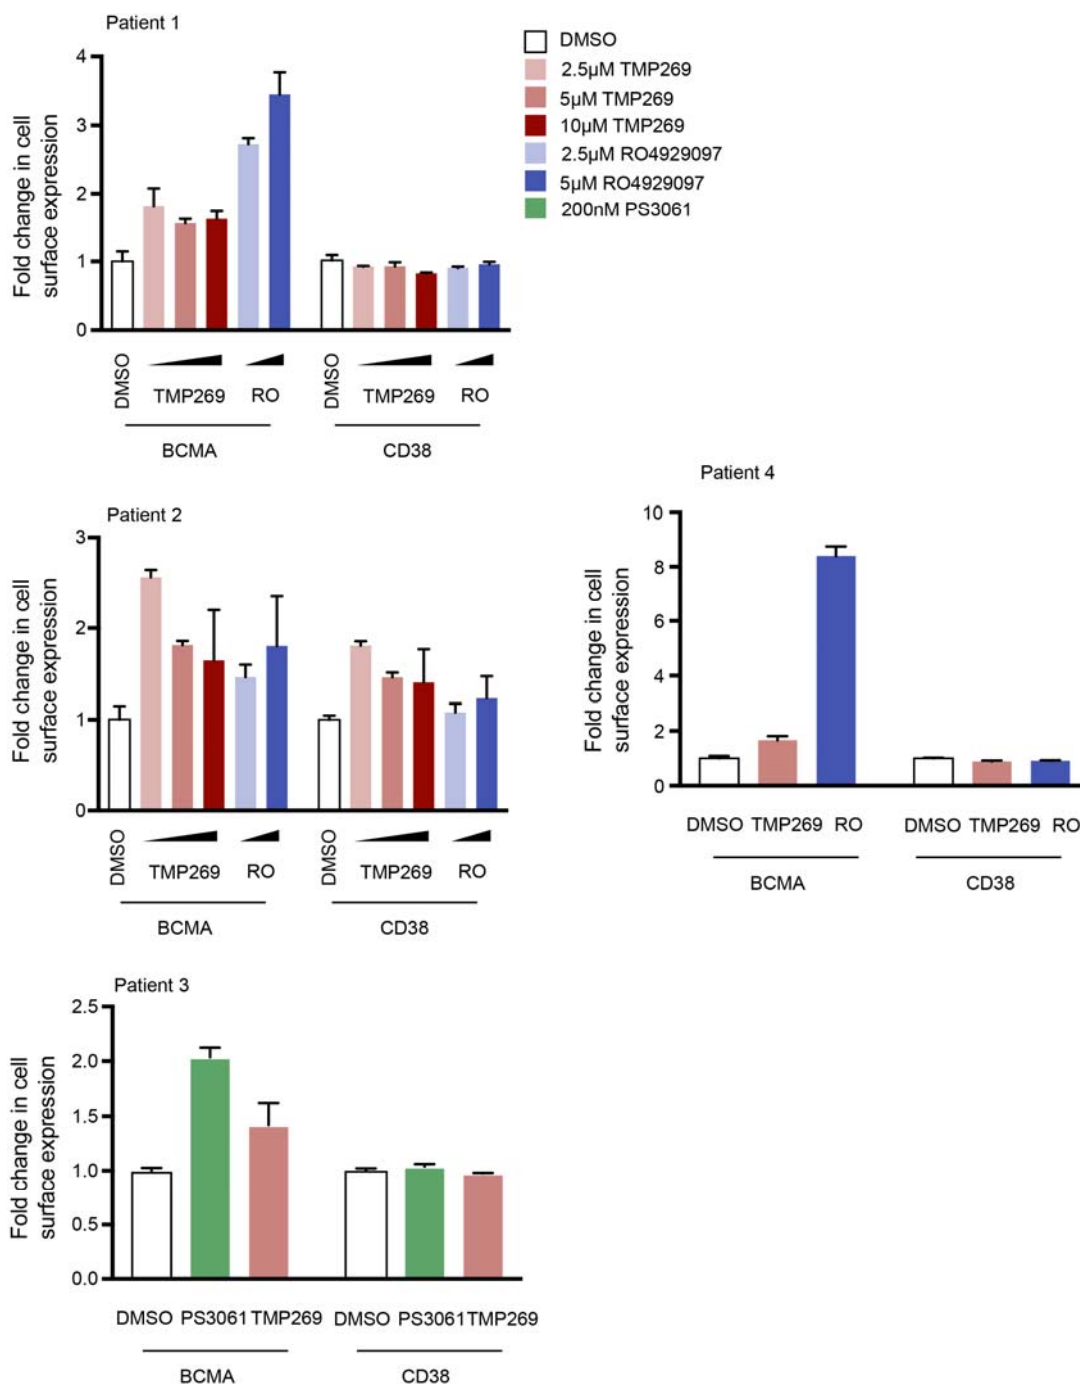 Patient 1
Fold change in cell
surface expression
4
3
2
1
0
DMSO
TMP269
RO
DMSO
TMP269
RO
BCMA
CD38
DMSO
2.5µM TMP269
5µM TMP269
10µM TMP269
2.5µM RO4929097
5µM RO4929097
200nM PS3061
Patient 2
Fold change in cell
surface expression
3
2
1
0
DMSO
TMP269
RO
DMSO
TMP269
RO
BCMA
CD38
Patient 4
Fold change in cell
surface expression
10
8
6
4
2
0
DMSO TMP269 RO
DMSO TMP269 RO
BCMA
CD38
Patient 3
Fold change in cell
surface expression
2.5
2.0
1.5
1.0
0.5
0.0
DMSO PS3061 TMP269
DMSO PS3061 TMP269
BCMA
CD38